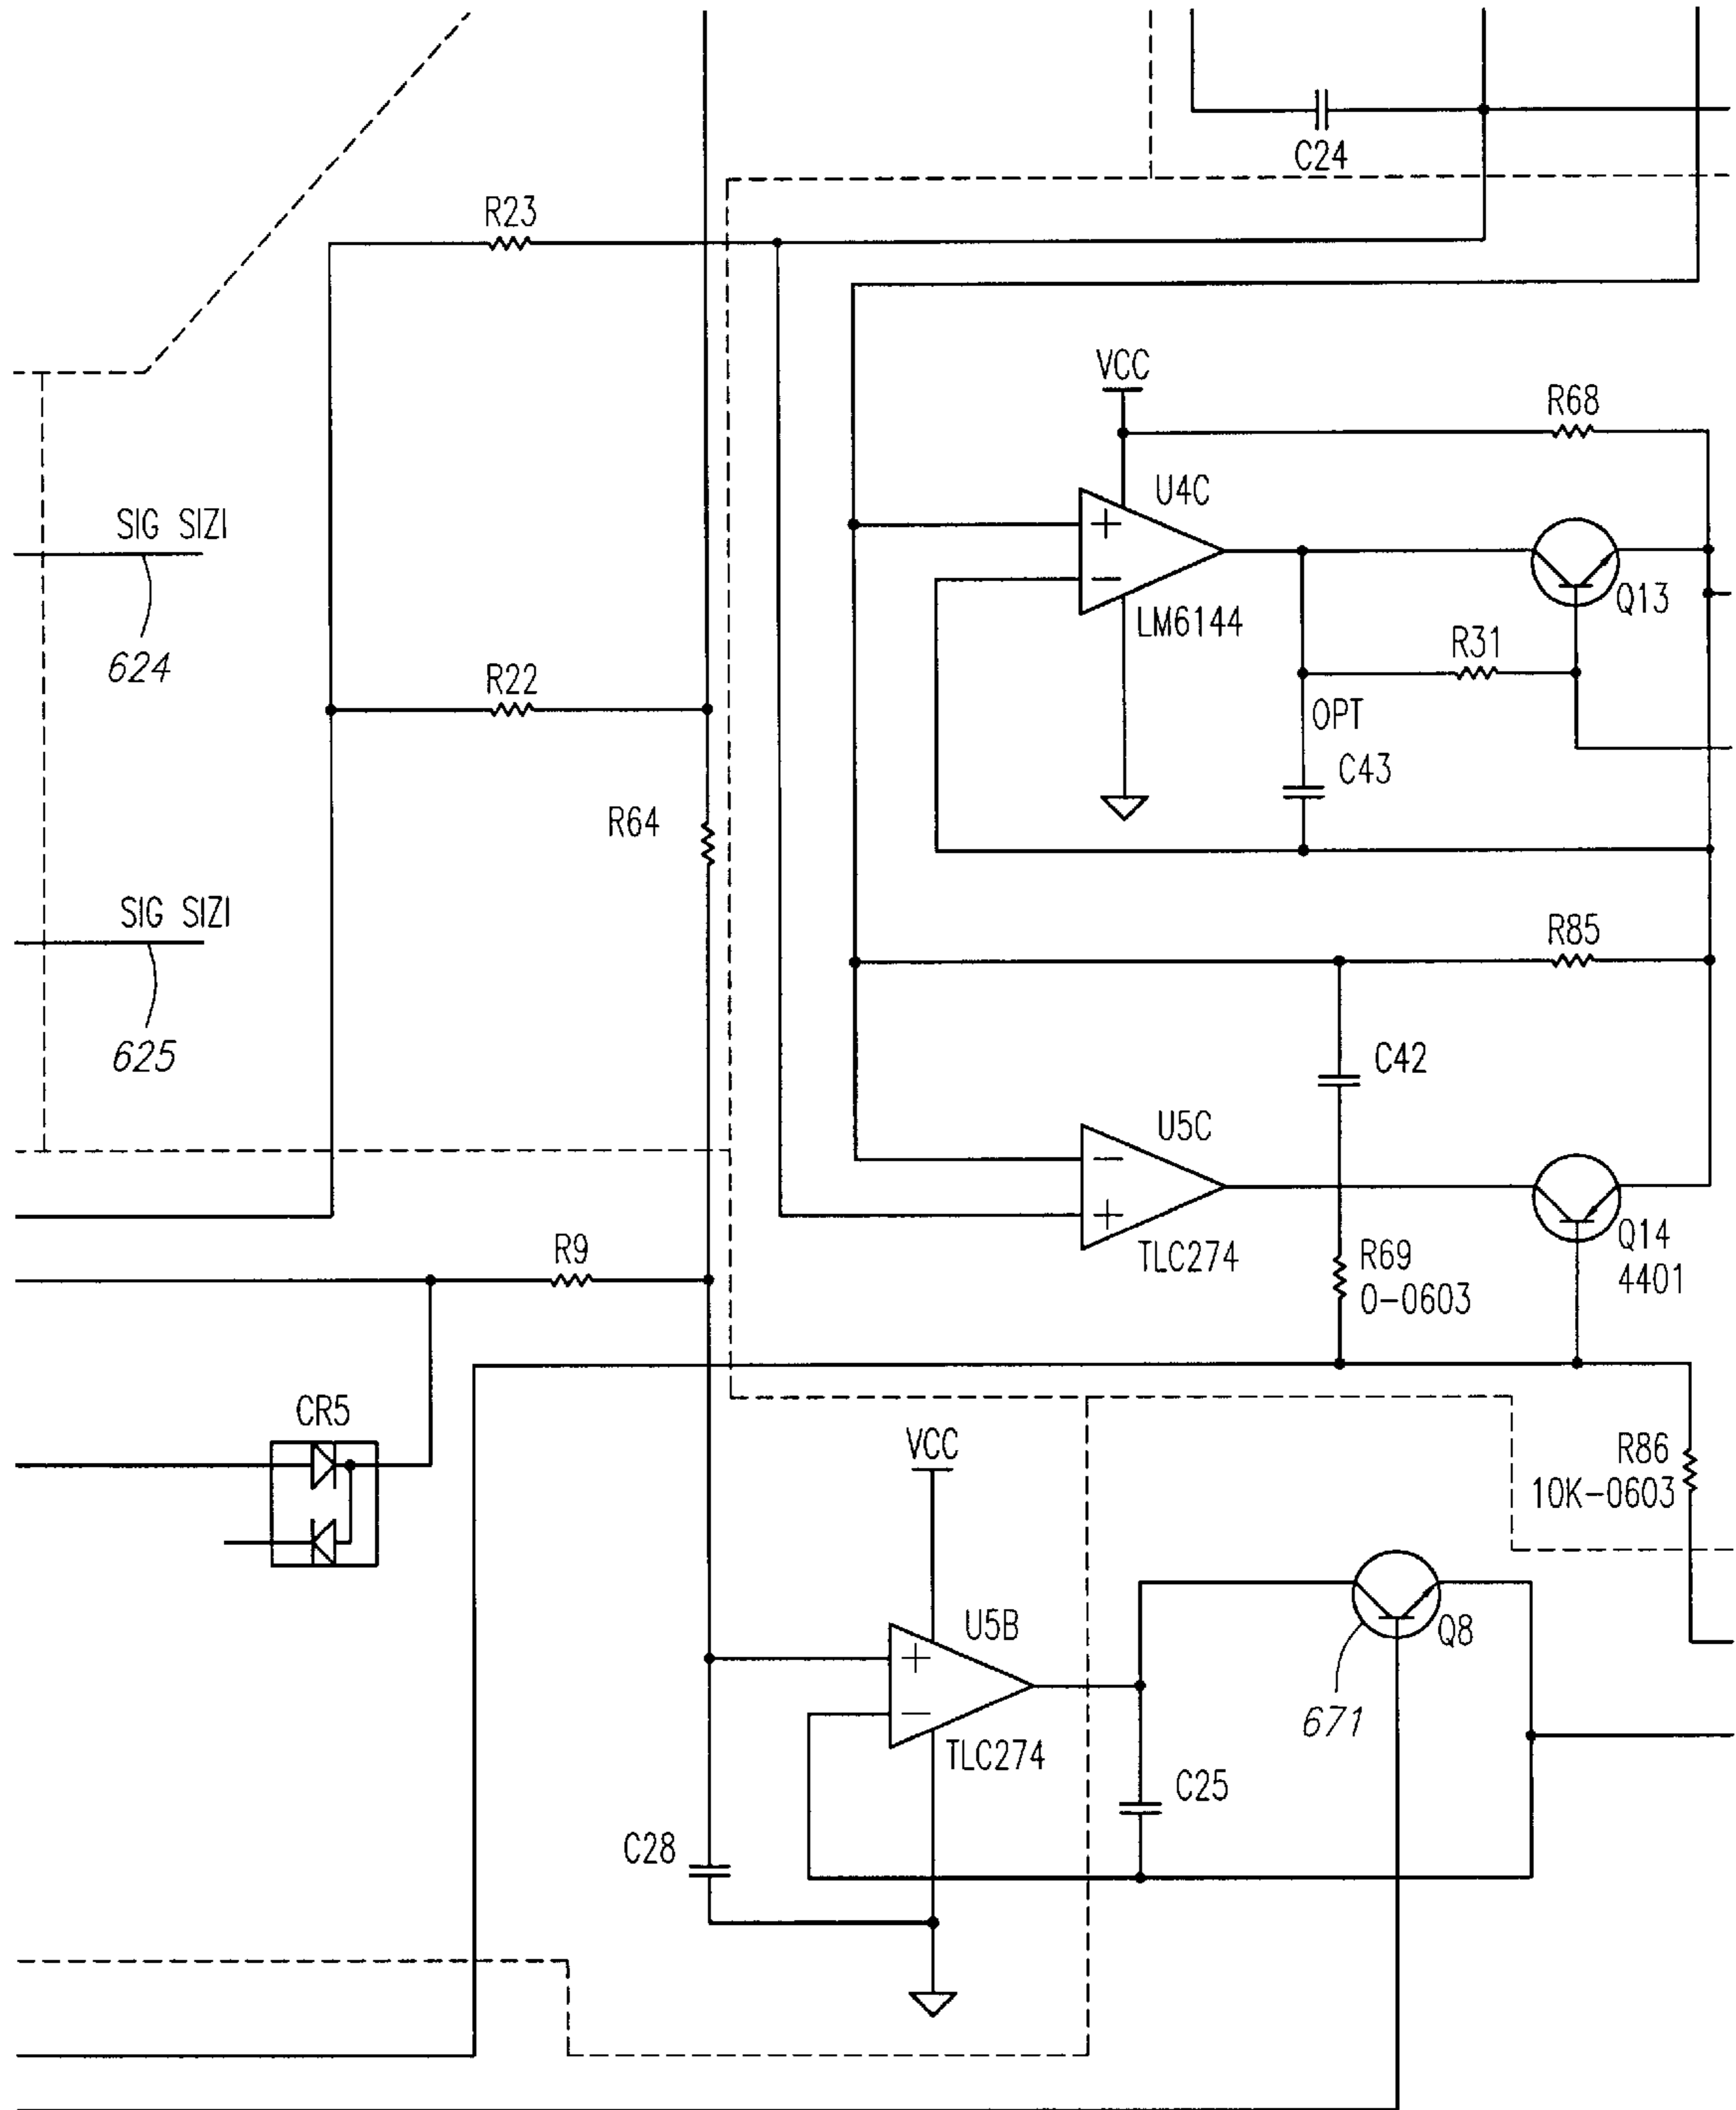 C24
R23
VCC
R68
U4C
SIG SIZI
+
−
Q13
LM6144
R31
624
R22
OPT
C43
R64
SIG SIZI
R85
625
C42
U5C
−
+
Q14
4401
TLC274
R69
0-0603
R9
CR5
VCC
R86
10K-0603
U5B
+
−
Q8
671
TLC274
C25
C28